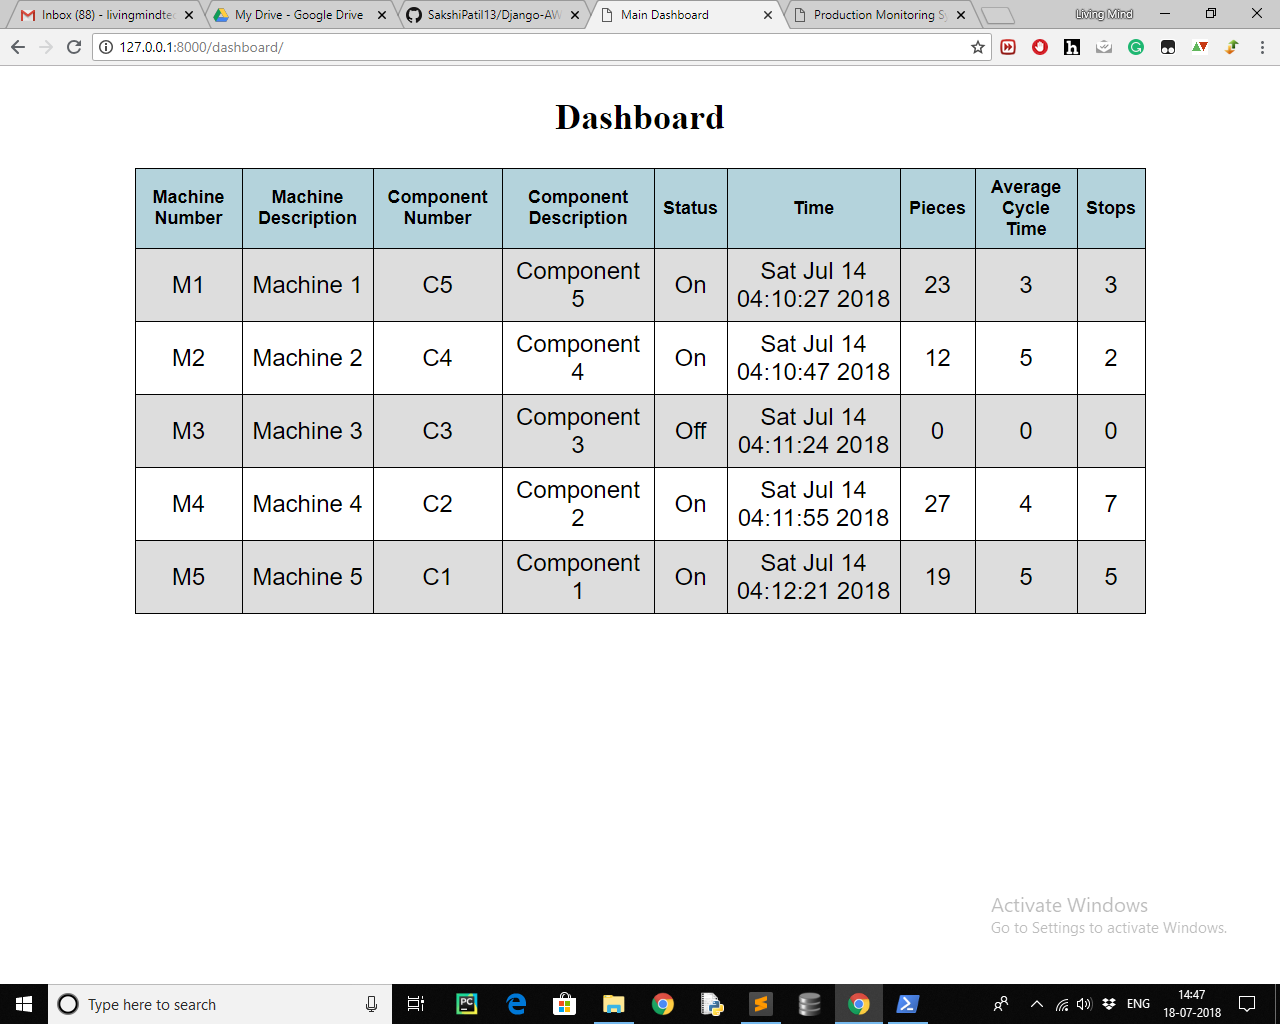 Inbox (88) - livingmindtec
My Drive - Google Drive
SakshiPatil13/Django-AW
Main Dashboard
Production Monitoring Sy
Living Mind
127.0.0.1:8000/dashboard/
Dashboard
Machine Number
Machine Description
Component Number
Component Description
Status
Time
Pieces
Average Cycle Time
Stops
M1 Machine 1 C5 Component 5 On Sat Jul 14 04:10:27 2018 23 3 3
M2 Machine 2 C4 Component 4 On Sat Jul 14 04:10:47 2018 12 5 2
M3 Machine 3 C3 Component 3 Off Sat Jul 14 04:11:24 2018 0 0 0
M4 Machine 4 C2 Component 2 On Sat Jul 14 04:11:55 2018 27 4 7
M5 Machine 5 C1 Component 1 On Sat Jul 14 04:12:21 2018 19 5 5
Activate Windows
Go to Settings to activate Windows.
Type here to search
PC
ENG
14:47
18-07-2018